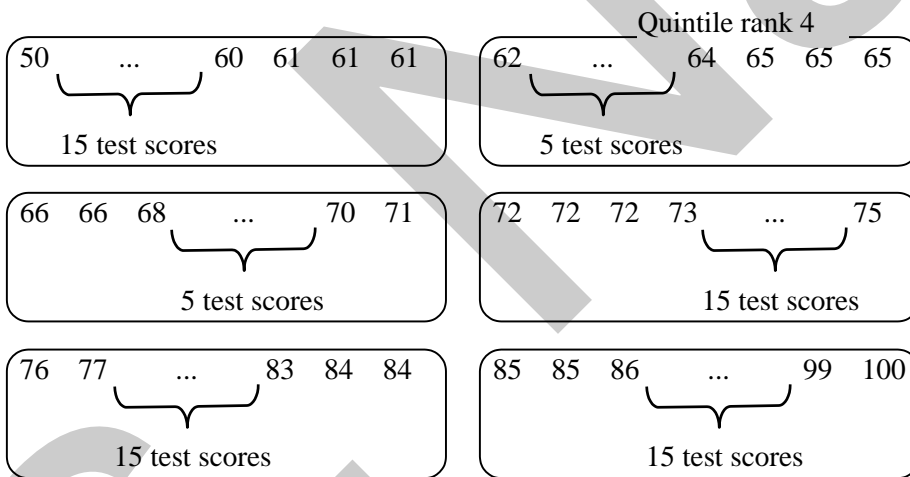 Quintile rank 4
50 ... 60 61 61 61
15 test scores
62 ... 64 65 65 65
5 test scores
66 66 68 ... 70 71
5 test scores
72 72 72 73 ... 75
15 test scores
76 77 ... 83 84 84
15 test scores
85 85 86 ... 99 100
15 test scores